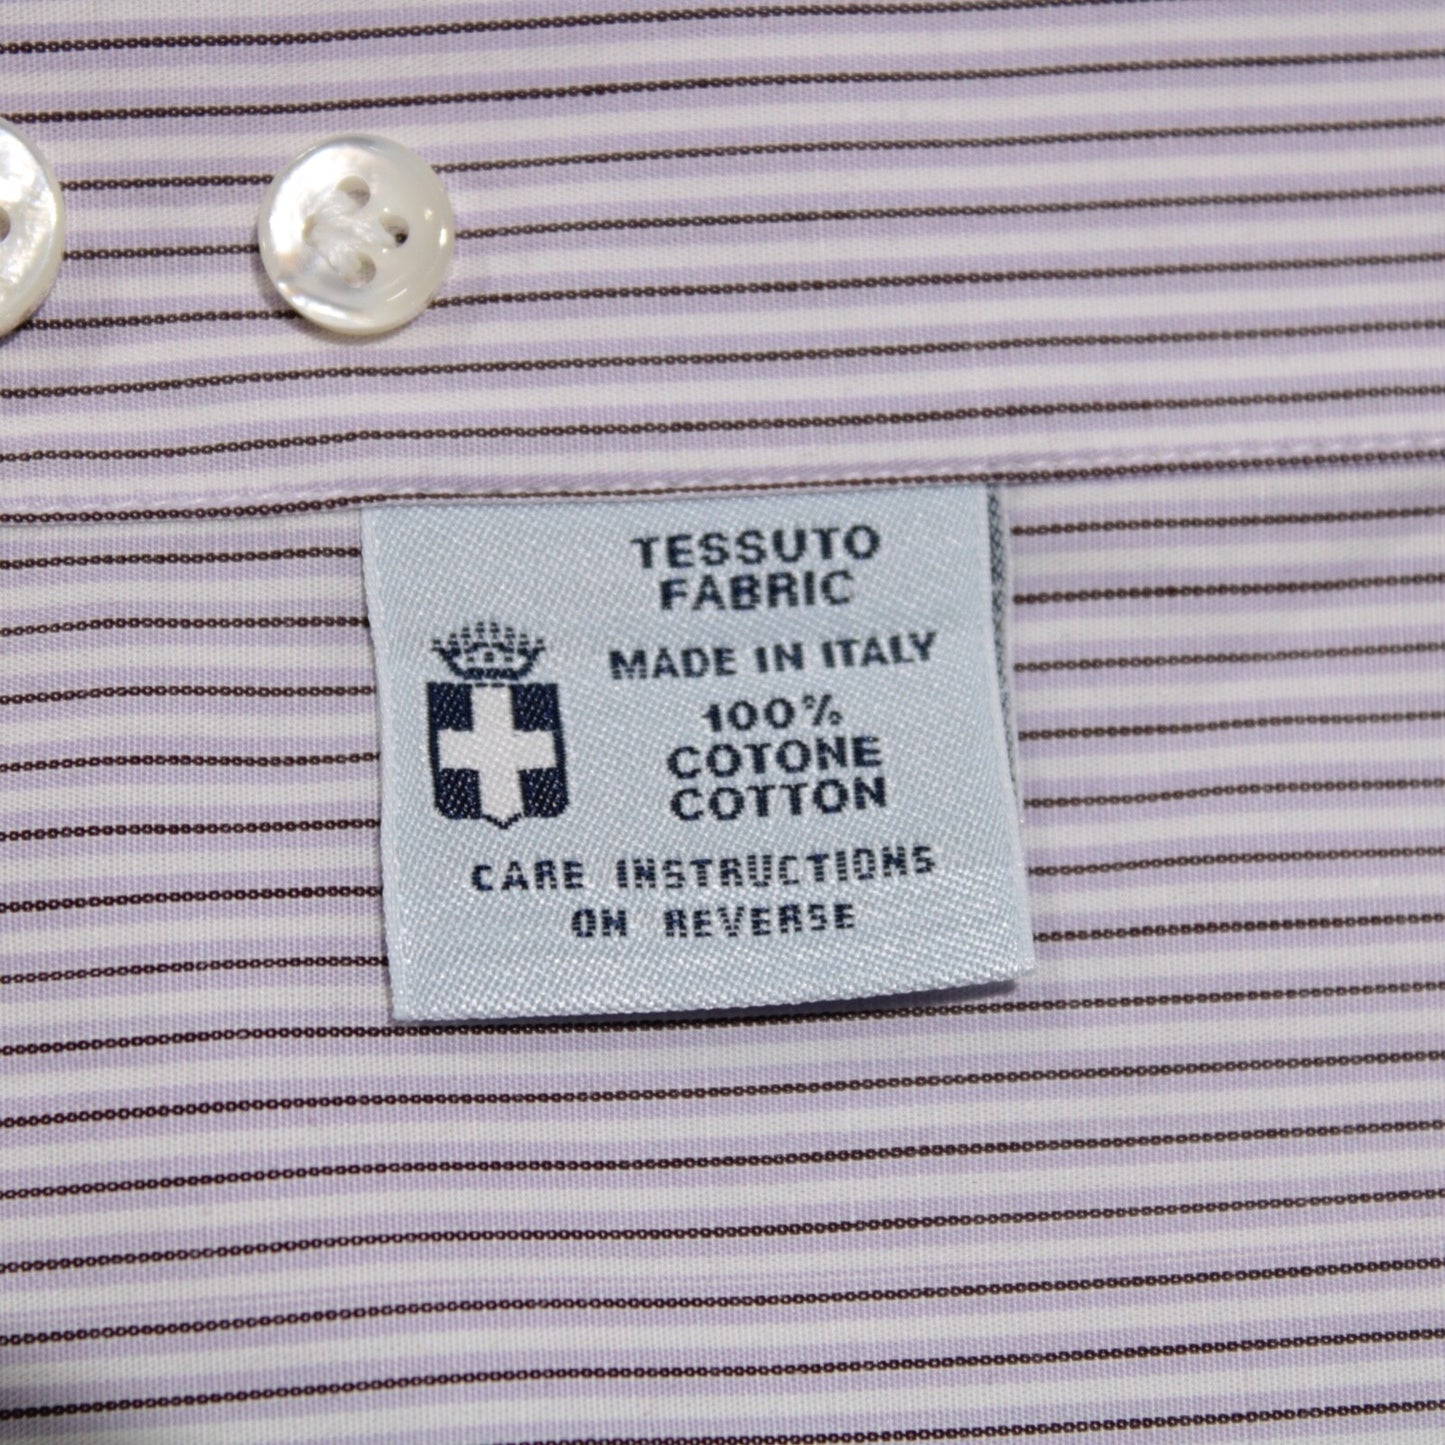 TESSUTO
FABRIC
MADE IN ITALY
100%
COTONE
COTTON
CARE INSTRUCTIONS
ON REVERSE